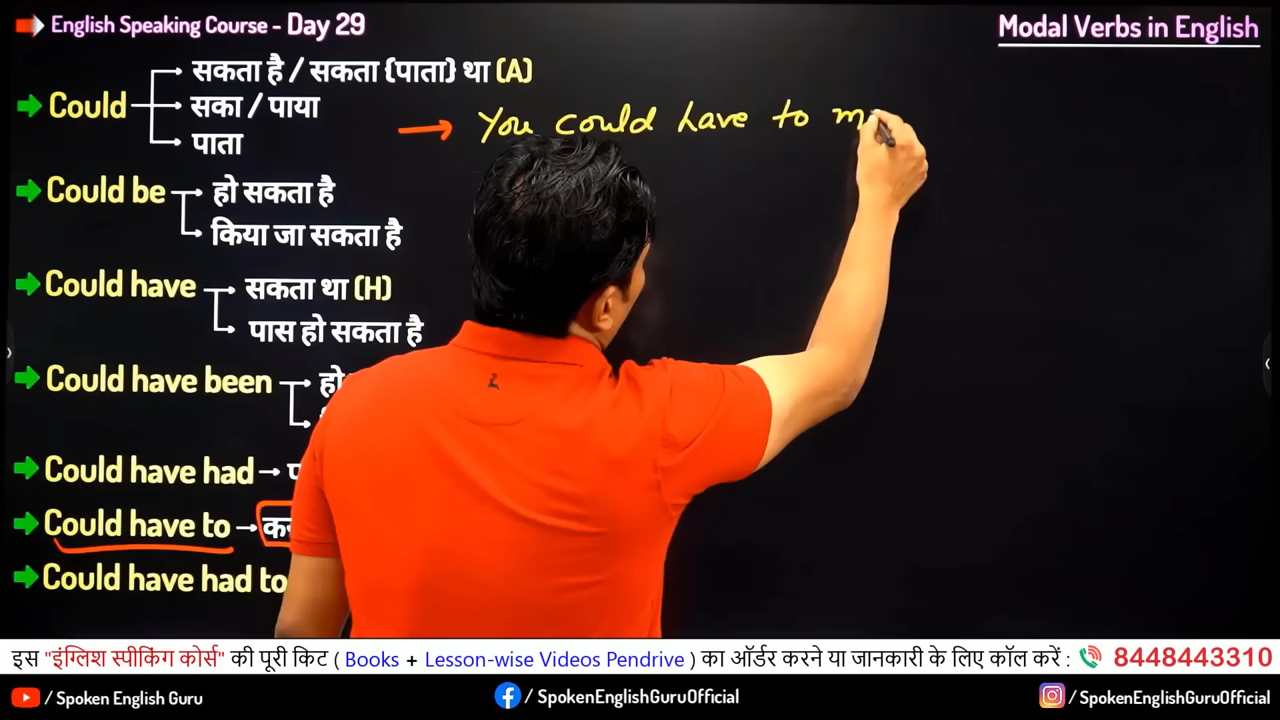 English Speaking Course - Day 29
Modal Verbs in English
Could
सकता है / सकता {पाता} था (A)
सका / पाया
पाता
You could have to m
Could be
हो सकता है
किया जा सकता है
Could have
सकता था (H)
पास हो सकता है
Could have been
हो
Could have had
Could have to
Could have had to
इस "इंग्लिश स्पीकिंग कोर्स" की पूरी किट ( Books + Lesson-wise Videos Pendrive ) का ऑर्डर करने या जानकारी के लिए कॉल करें : 8448443310
/ Spoken English Guru
/ SpokenEnglishGuruOfficial
/ SpokenEnglishGuruOfficial